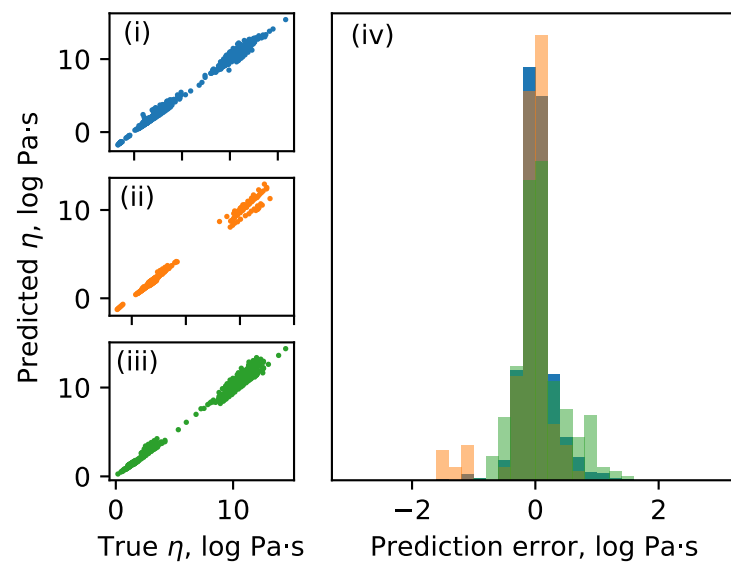 (i)
10
0
(ii)
10
0
(iii)
10
0
0
10
Predicted η, log Pa·s
True η, log Pa·s
(iv)
−2
0
2
Prediction error, log Pa·s